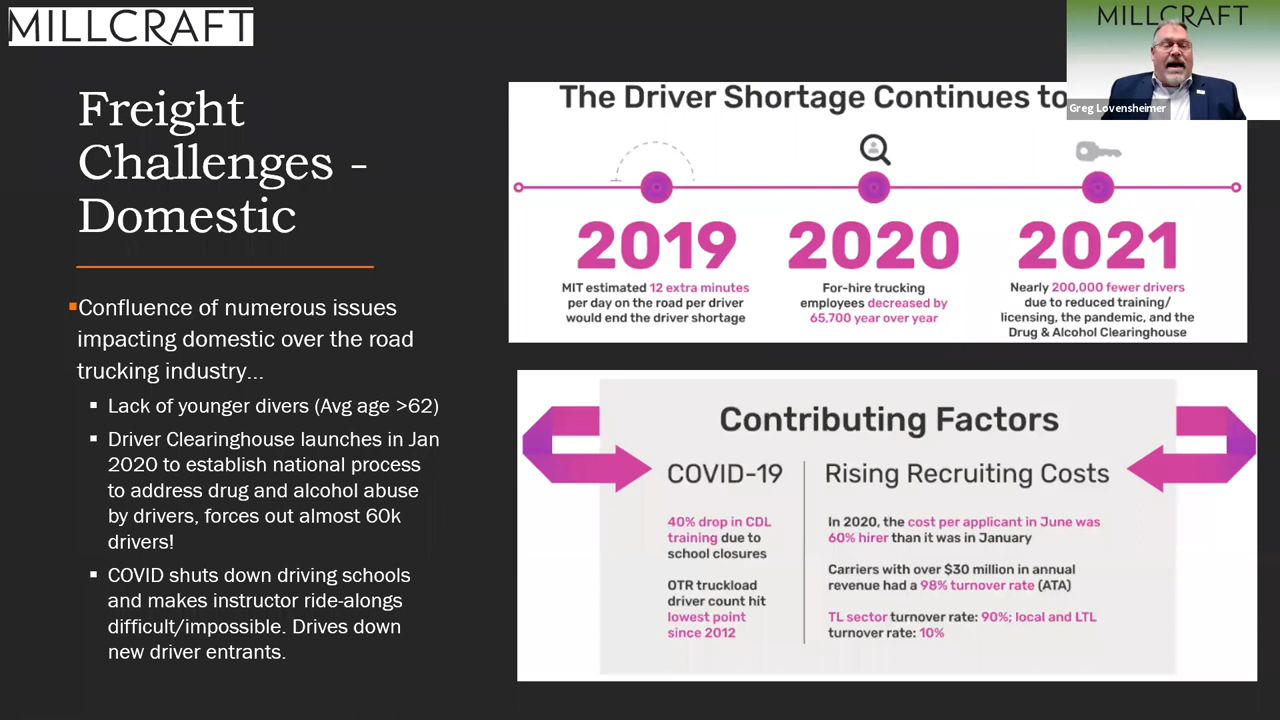 MILLCRAFT
MILLCRAFT
Greg Lovensheimer
Freight
Challenges -
Domestic
Confluence of numerous issues
impacting domestic over the road
trucking industry...
Lack of younger divers (Avg age >62)
Driver Clearinghouse launches in Jan
2020 to establish national process
to address drug and alcohol abuse
by drivers, forces out almost 60k
drivers!
COVID shuts down driving schools
and makes instructor ride-alongs
difficult/impossible. Drives down
new driver entrants.
The Driver Shortage Continues to
2019
MIT estimated 12 extra minutes
per day on the road per driver
would end the driver shortage
2020
For-hire trucking
employees decreased by
65,700 year over year
2021
Nearly 200,000 fewer drivers
due to reduced training/
licensing, the pandemic, and the
Drug & Alcohol Clearinghouse
Contributing Factors
COVID-19
40% drop in CDL
training due to
school closures
OTR truckload
driver count hit
lowest point
since 2012
Rising Recruiting Costs
In 2020, the cost per applicant in June was
60% hirer than it was in January
Carriers with over $30 million in annual
revenue had a 98% turnover rate (ATA)
TL sector turnover rate: 90%; local and LTL
turnover rate: 10%